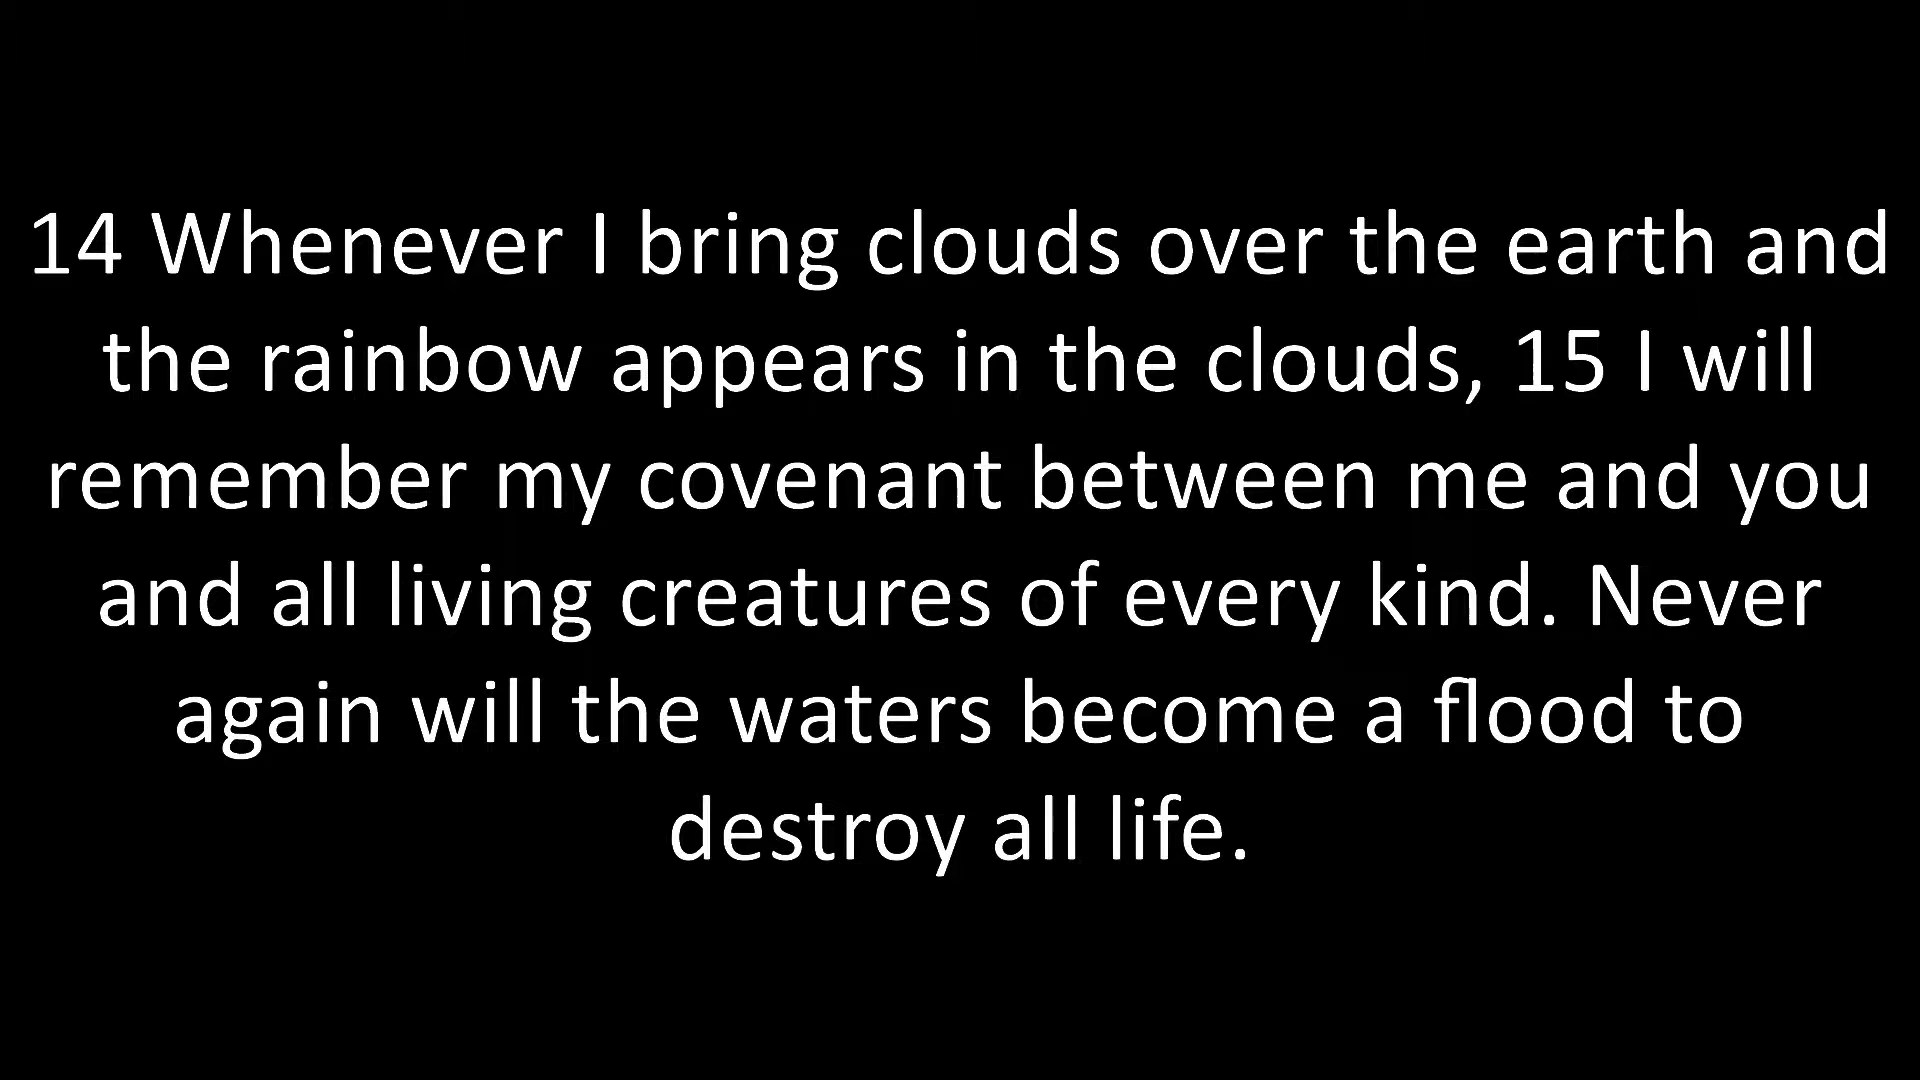 14 Whenever I bring clouds over the earth and
the rainbow appears in the clouds, 15 I will
remember my covenant between me and you
and all living creatures of every kind. Never
again will the waters become a flood to
destroy all life.